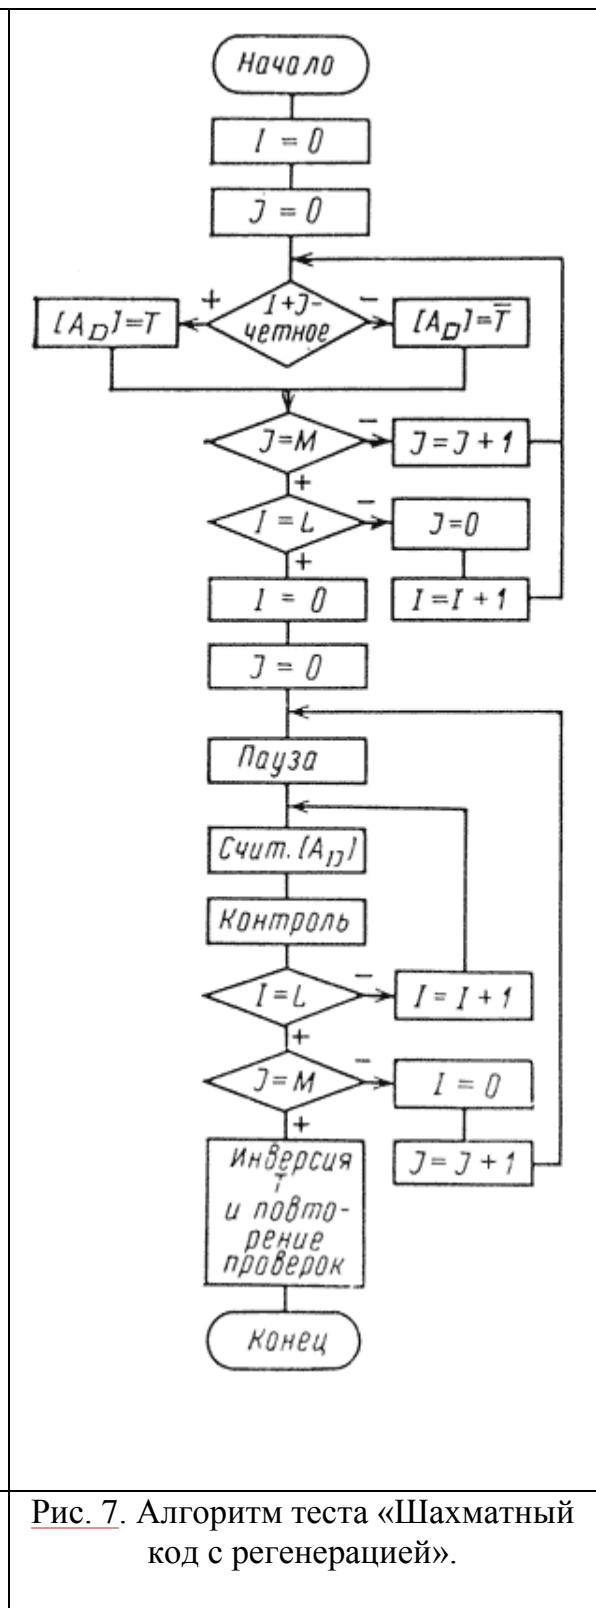 Начало
I = 0
J = 0
I+J-
четное
+
−
[A_D]=T
[A_D]=T̅
J=M
−
J=J+1
+
I=L
−
J=0
+
I=I+1
I = 0
J = 0
Пауза
Счит.[A_D]
Контроль
I=L
−
I=I+1
+
J=M
−
I = 0
+
J=J+1
Инверсия
T
и повто-
рение
проверок
Конец
Рис. 7. Алгоритм теста «Шахматный
код с регенерацией».